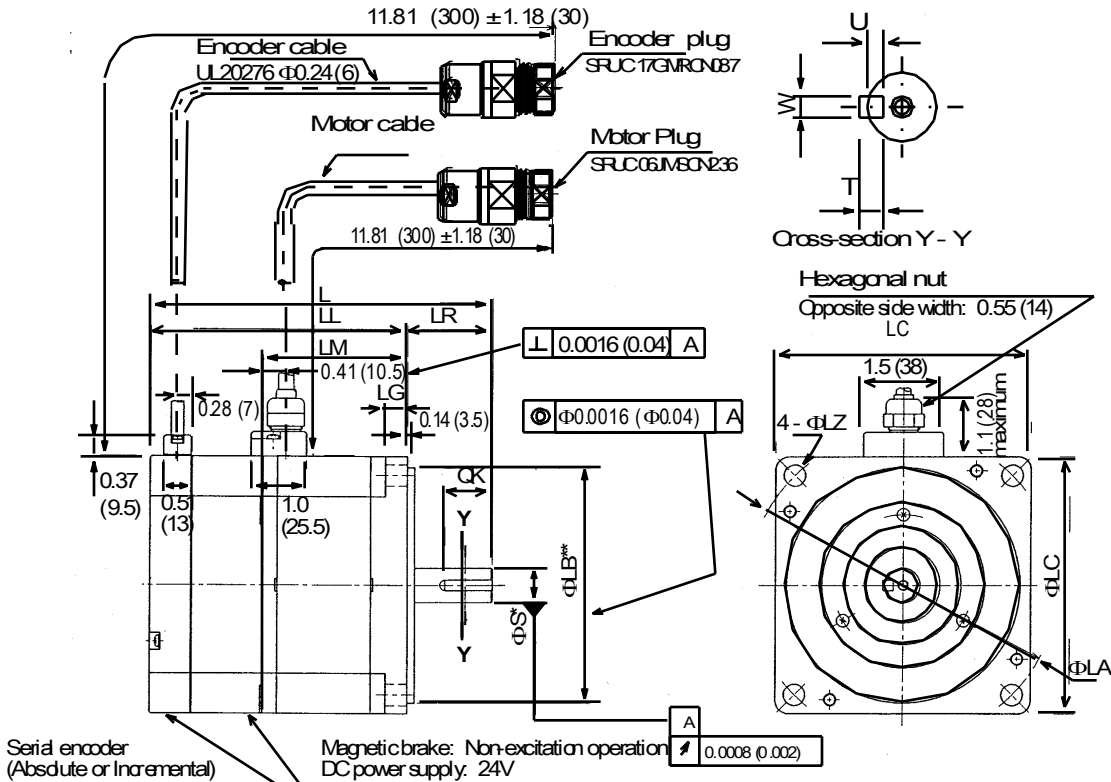 11.81 (300) ±1.18 (30)
Encoder cable
UL20276 Φ0.24(6)
Encoder plug
SRUC17GMRCN087
Motor cable
Motor Plug
SRUC06JMSCN236
11.81 (300) ±1.18 (30)
U
W
T
Cross-section Y - Y
Hexagonal nut
Opposite side width: 0.55 (14)
LC
L
LL
LR
LM
0.41 (10.5)
LG
0.28 (7)
0.14 (3.5)
⊥ 0.0016 (0.04) A
◎ Φ0.0016 (Φ0.04) A
1.5 (38)
1.1 (28)
maximum
4 - ΦLZ
0.37
(9.5)
0.5
(13)
1.0
(25.5)
QK
Y
Y
ΦS*
ΦLB**
ΦLC
ΦLA
A
↗ 0.0008 (0.002)
Serial encoder
(Absolute or Incremental)
Magnetic brake: Non-excitation operation
DC power supply: 24V